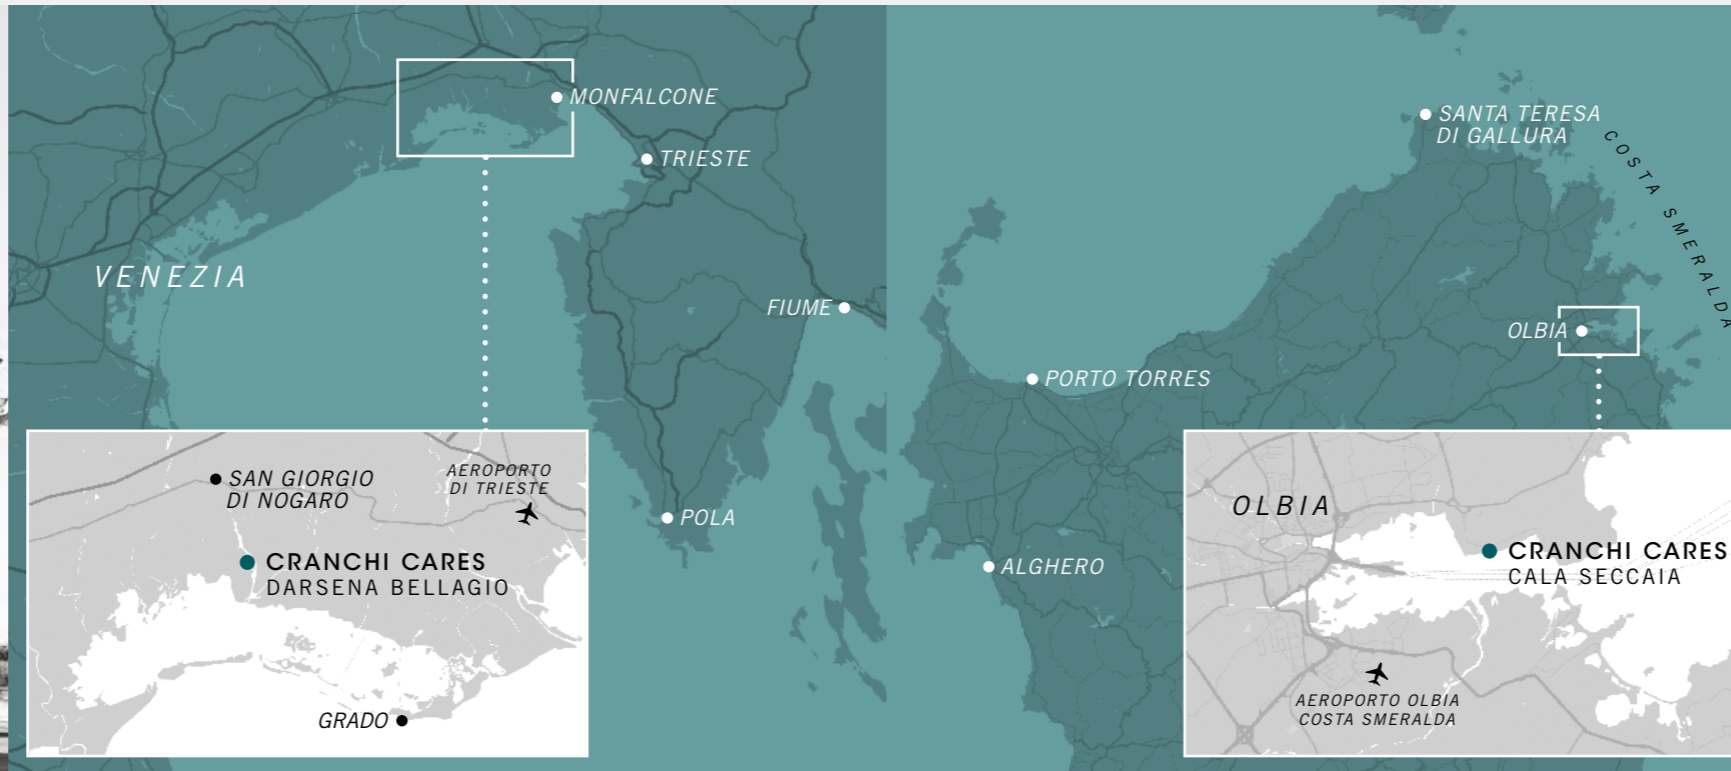 MONFALCONE
TRIESTE
VENEZIA
FIUME
POLA
SAN GIORGIO
DI NOGARO
AEROPORTO
DI TRIESTE
CRANCHI CARES
DARSENA BELLAGIO
GRADO
SANTA TERESA
DI GALLURA
COSTA SMERALDA
OLBIA
PORTO TORRES
ALGHERO
OLBIA
CRANCHI CARES
CALA SECCAIA
AEROPORTO OLBIA
COSTA SMERALDA